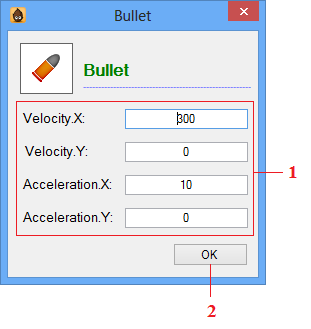 Bullet
Bullet
Velocity.X: 300
Velocity.Y: 0
Acceleration.X: 10
Acceleration.Y: 0
1
OK
2